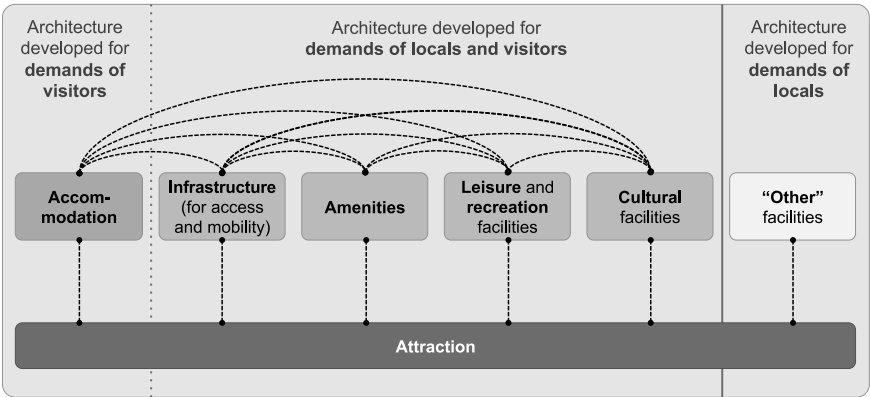 Architecture
developed for
demands of
visitors
Architecture developed for
demands of locals and visitors
Architecture
developed for
demands of
locals
Accom-
modation
Infrastructure
(for access
and mobility)
Amenities
Leisure and
recreation
facilities
Cultural
facilities
“Other”
facilities
Attraction